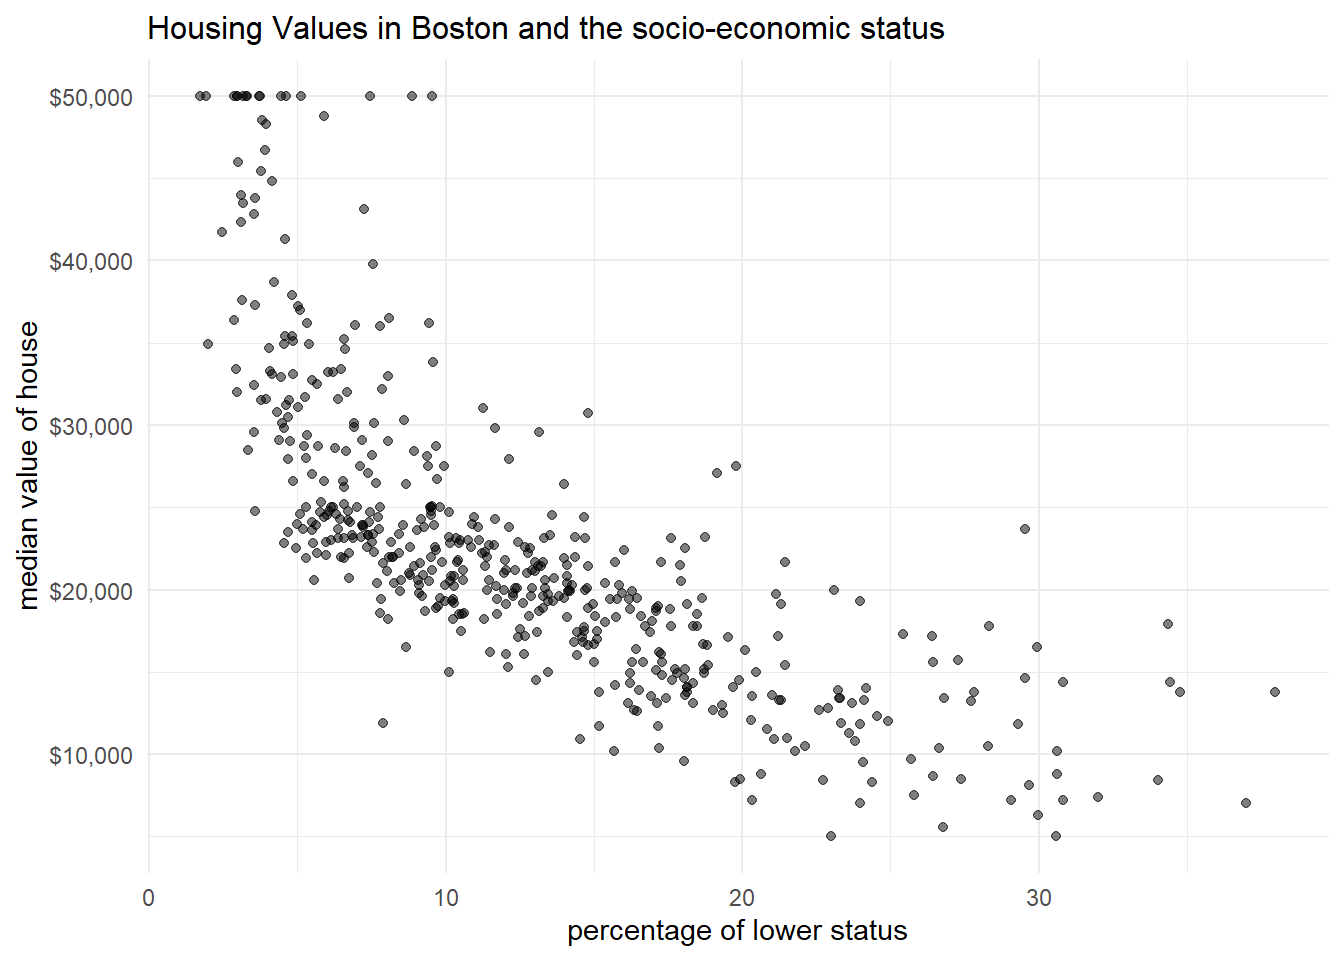 Housing Values in Boston and the socio-economic status
$50,000
$40,000
$30,000
$20,000
$10,000
median value of house
0 10 20 30
percentage of lower status